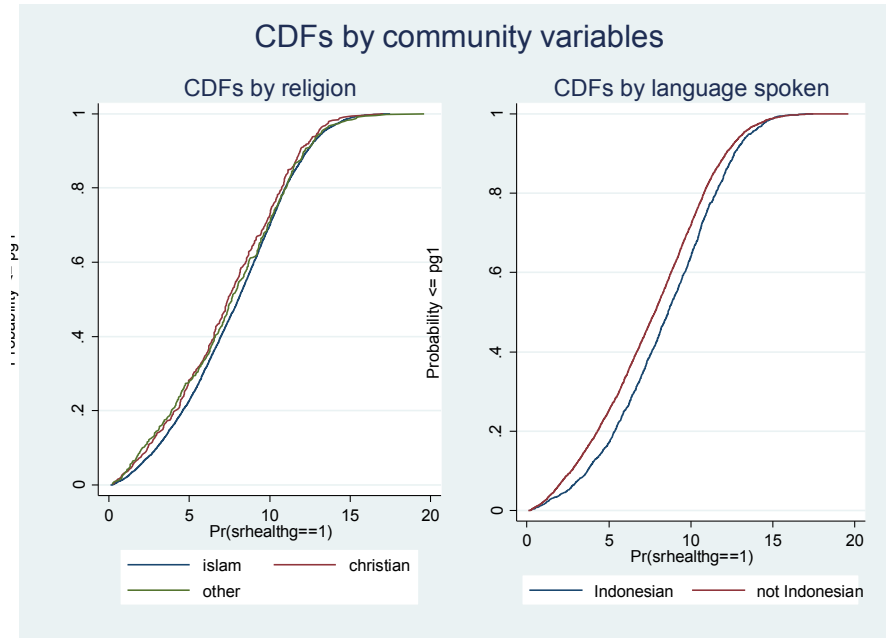 CDFs by community variables
CDFs by religion
Probability <= pg1
0 .2 .4 .6 .8 1
0 5 10 15 20
Pr(srhealthg==1)
islam christian
other
CDFs by language spoken
Probability <= pg1
0 .2 .4 .6 .8 1
0 5 10 15 20
Pr(srhealthg==1)
Indonesian not Indonesian